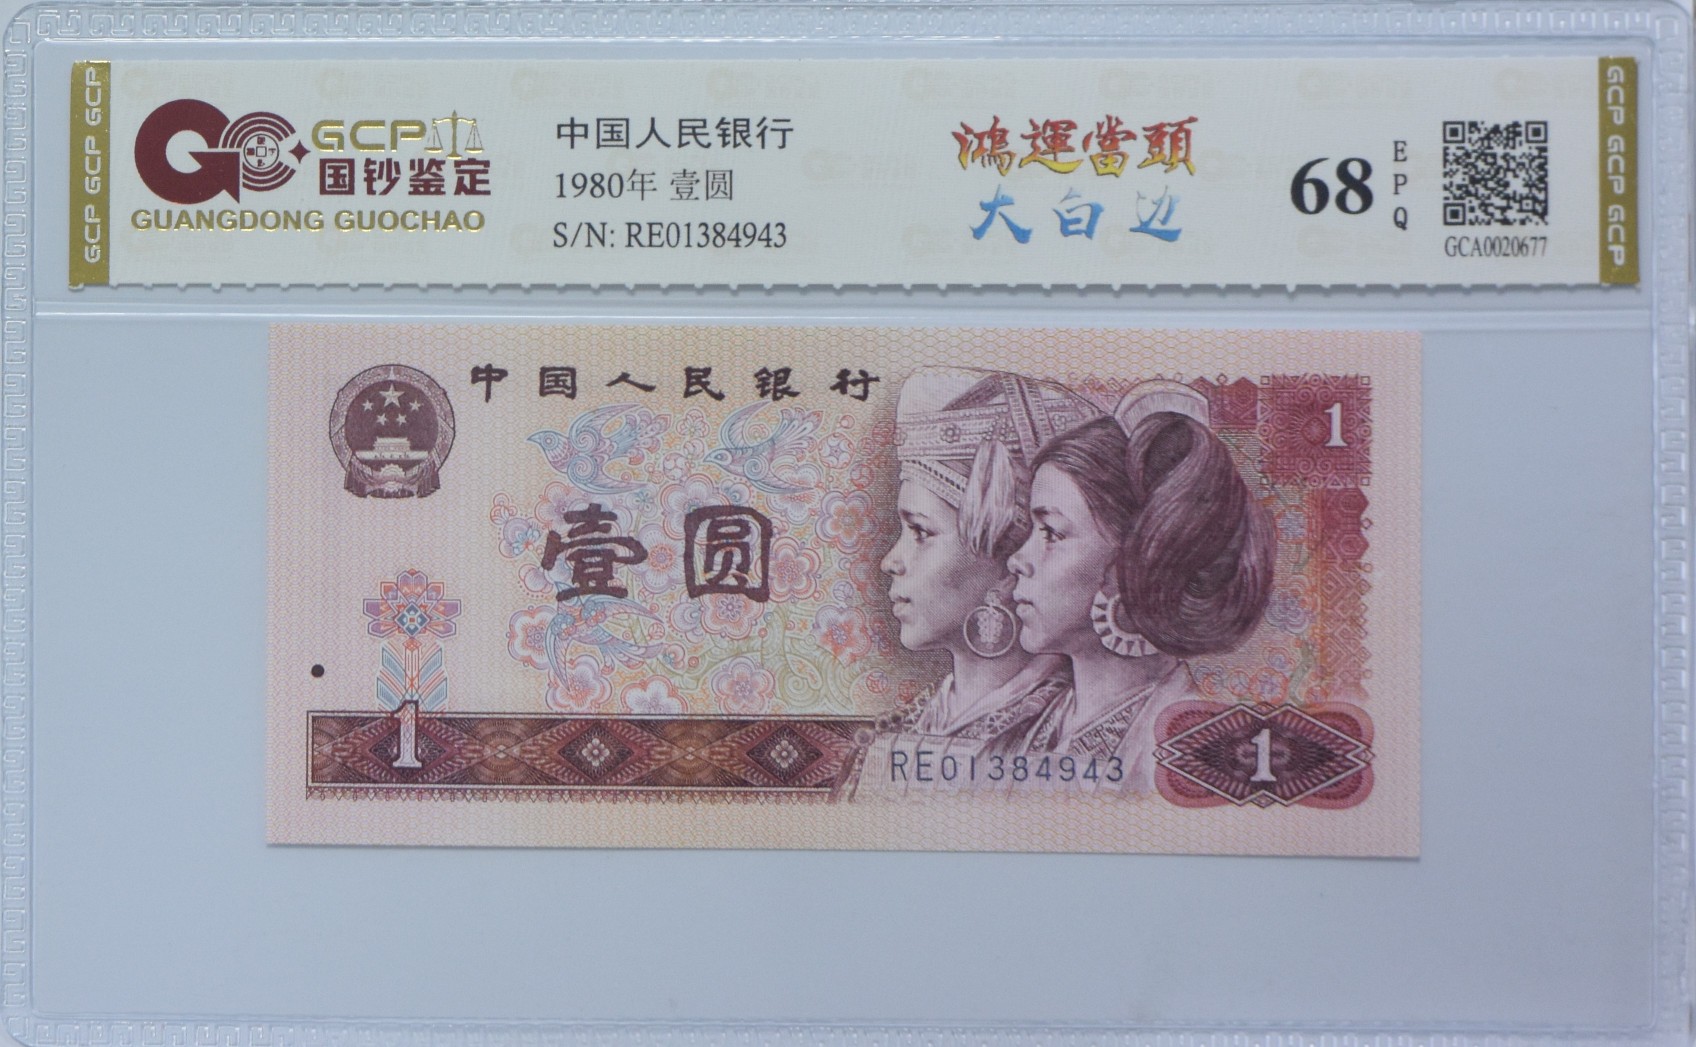 GCP GCP GCP
GCP
国钞鉴定
GUANGDONG GUOCHAO
中国人民银行
1980年 壹圆
S/N: RE01384943
鴻運當頭
大白边
68
EPQ
GCA0020677
GCP GCP GCP
中国人民银行
1
壹圆
1
RE01384943
1